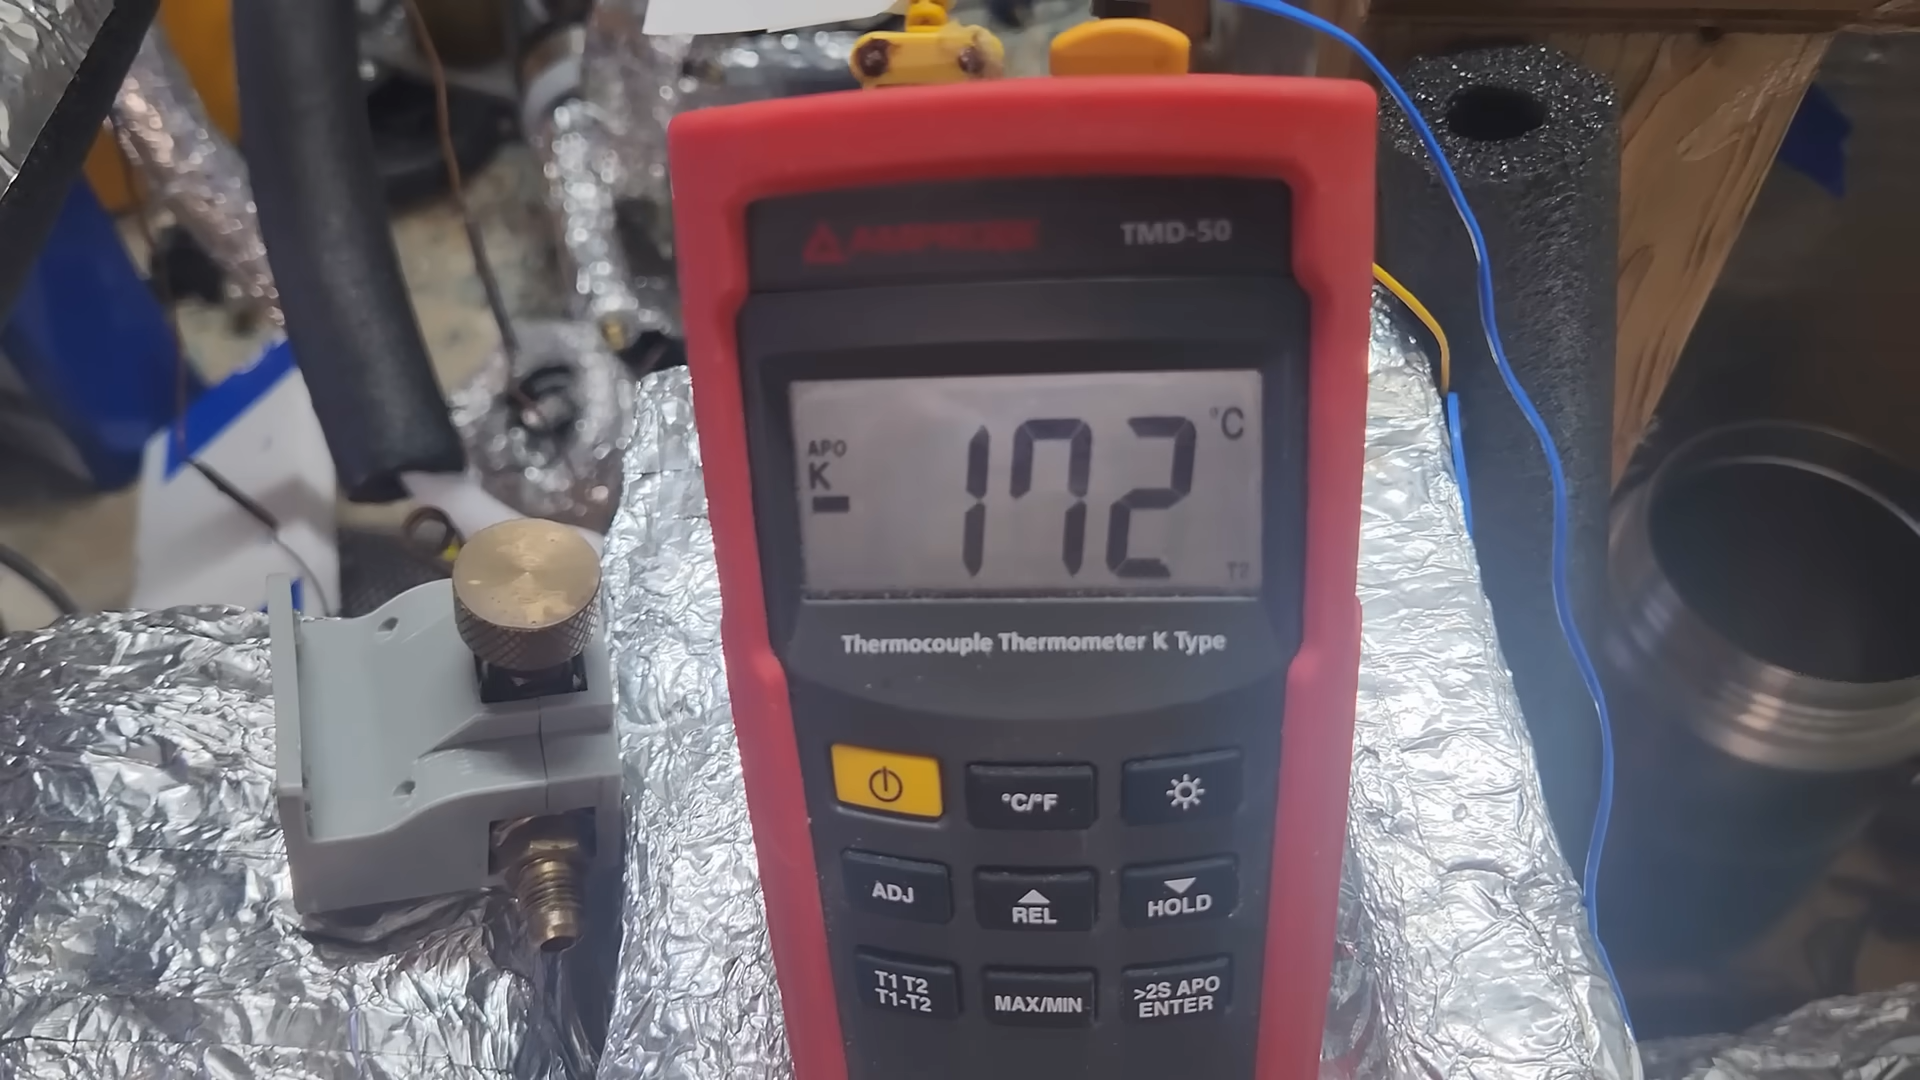 AMPROBE TMD-50
APO
K
-172 °C
T2
Thermocouple Thermometer K Type
°C/°F
ADJ
REL
HOLD
T1 T2
T1-T2
MAX/MIN
>2S APO
ENTER